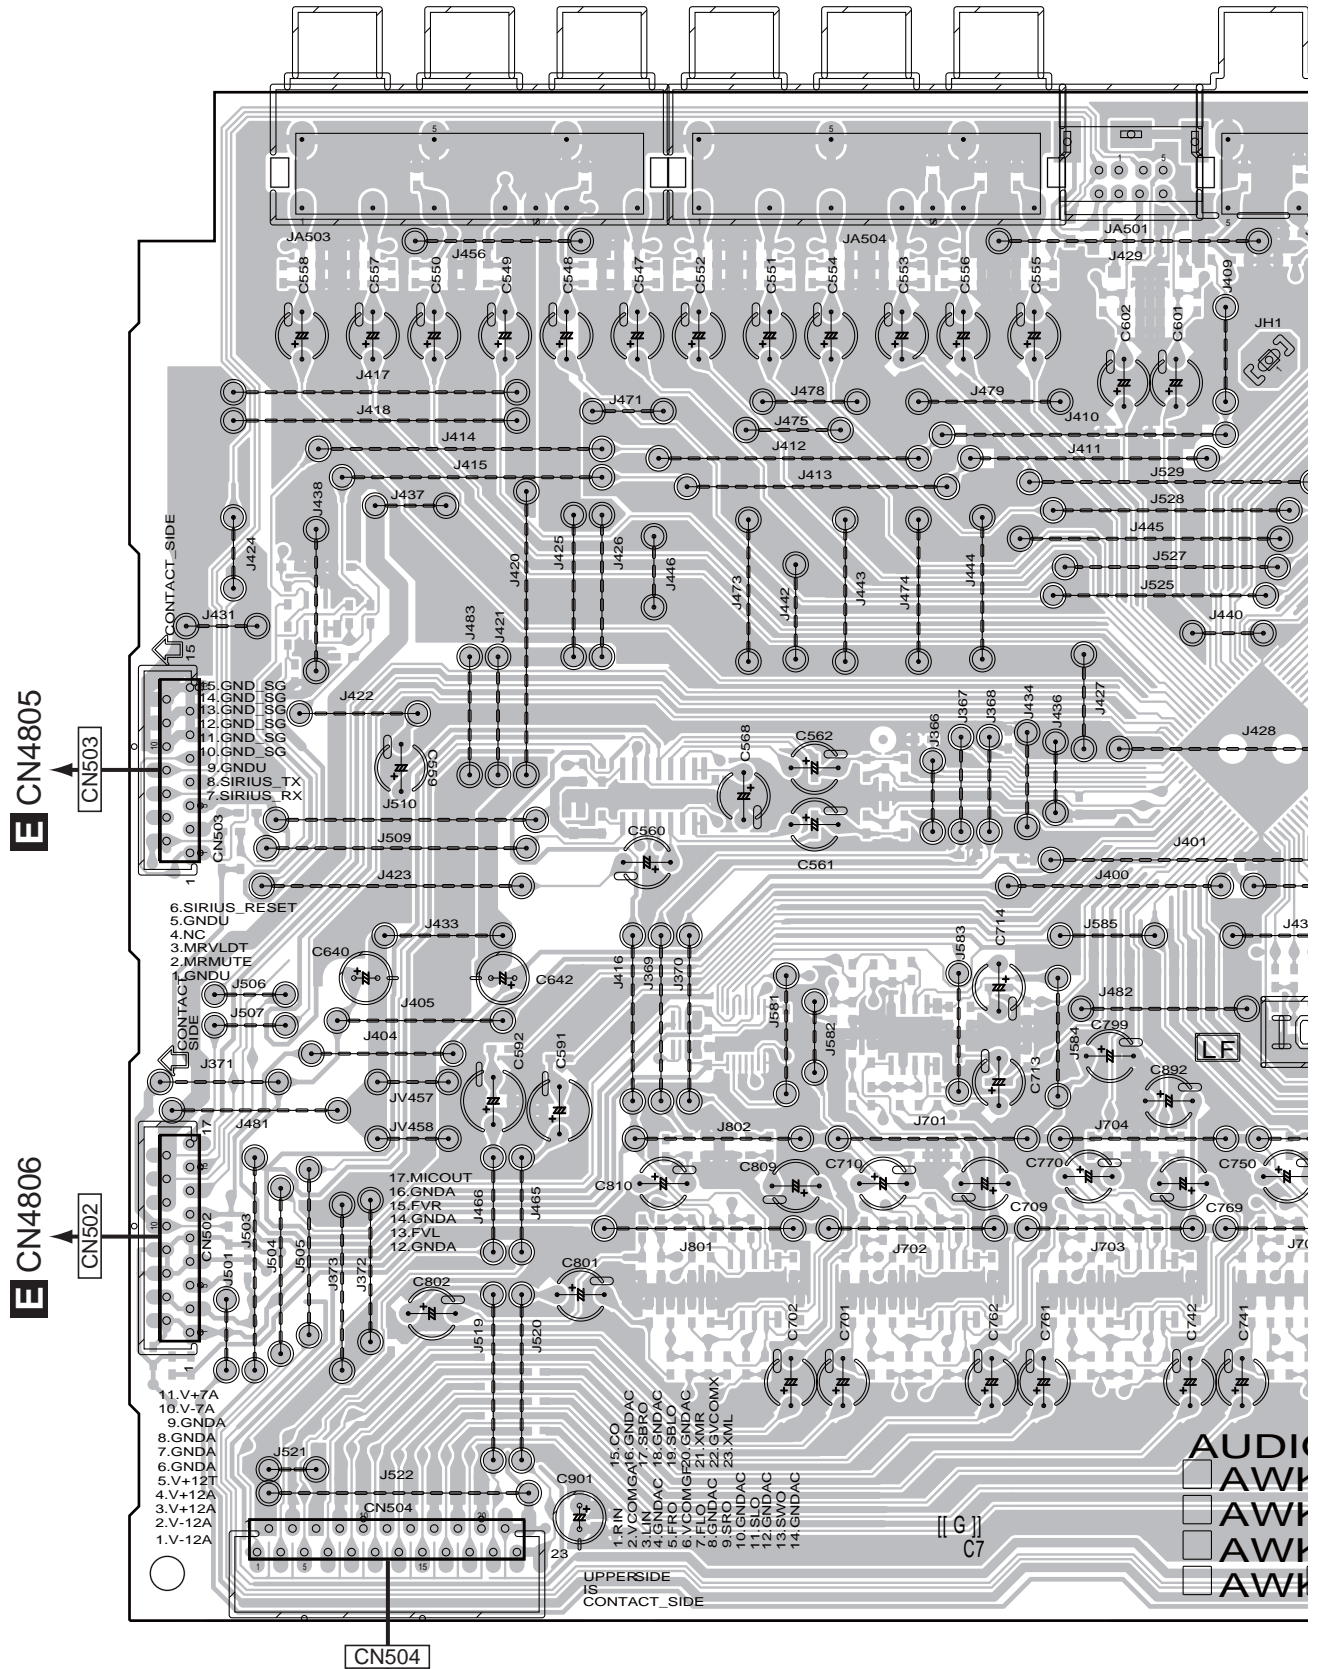 JA503
J456
JA504
JA501
J429
J409
C558
C557
C550
C549
C548
C547
C552
C551
C554
C553
C556
C555
C602
C601
JH1
J417
J471
J478
J479
J418
J475
J410
J414
J412
J411
J415
J413
J529
J437
J528
J438
J445
CONTACT_SIDE
J424
J420
J425
J426
J446
J473
J442
J443
J474
J444
J527
J525
J431
J440
J483
J421
15
15.GND_SG
14.GND_SG
13.GND_SG
12.GND_SG
11.GND_SG
10.GND_SG
9.GNDU
8.SIRIUS_TX
7.SIRIUS_RX
J422
C559
J510
E CN4805
CN503
CN503
1
J509
J423
C568
C562
C560
C561
J366
J367
J368
J434
J436
J427
J428
J401
J400
6.SIRIUS_RESET
5.GNDU
4.NC
3.MRVLDT
2.MRMUTE
1.GNDU
J433
C640
C642
J416
J369
J370
J583
C714
J585
J43
J506
J507
CONTACT
SIDE
J405
J404
J581
J582
J584
J482
C799
LF
J371
C592
C591
C713
C892
JV457
J481
JV458
J802
J701
J704
17
17.MICOUT
16.GNDA
15.FVR
14.GNDA
13.FVL
12.GNDA
J466
J465
C810
C809
C710
C709
C770
C769
C750
E CN4806
CN502
CN502
J501
J503
J504
J505
J373
J372
J801
J702
J703
J70
C802
C801
J519
J520
C702
C701
C762
C761
C742
C741
1
11.V+7A
10.V-7A
9.GNDA
8.GNDA
7.GNDA
6.GNDA
5.V+12T
4.V+12A
3.V+12A
2.V-12A
1.V-12A
J521
J522
CN504
C901
23
1.RIN
2.VCOMGA
3.LIN
4.GNDAC
5.FRO
6.VCOMGF
7.FLO
8.GNDAC
9.SRO
10.GNDAC
11.SLO
12.GNDAC
13.SWO
14.GNDAC
15.CO
16.GNDAC
17.SBRO
18.GNDAC
19.SBLO
20.GNDAC
21.XMR
22.GVCOMX
23.XML
[[ G ]]
C7
AUDIO
AWK
AWK
AWK
AWK
UPPERSIDE
IS
CONTACT_SIDE
CN504